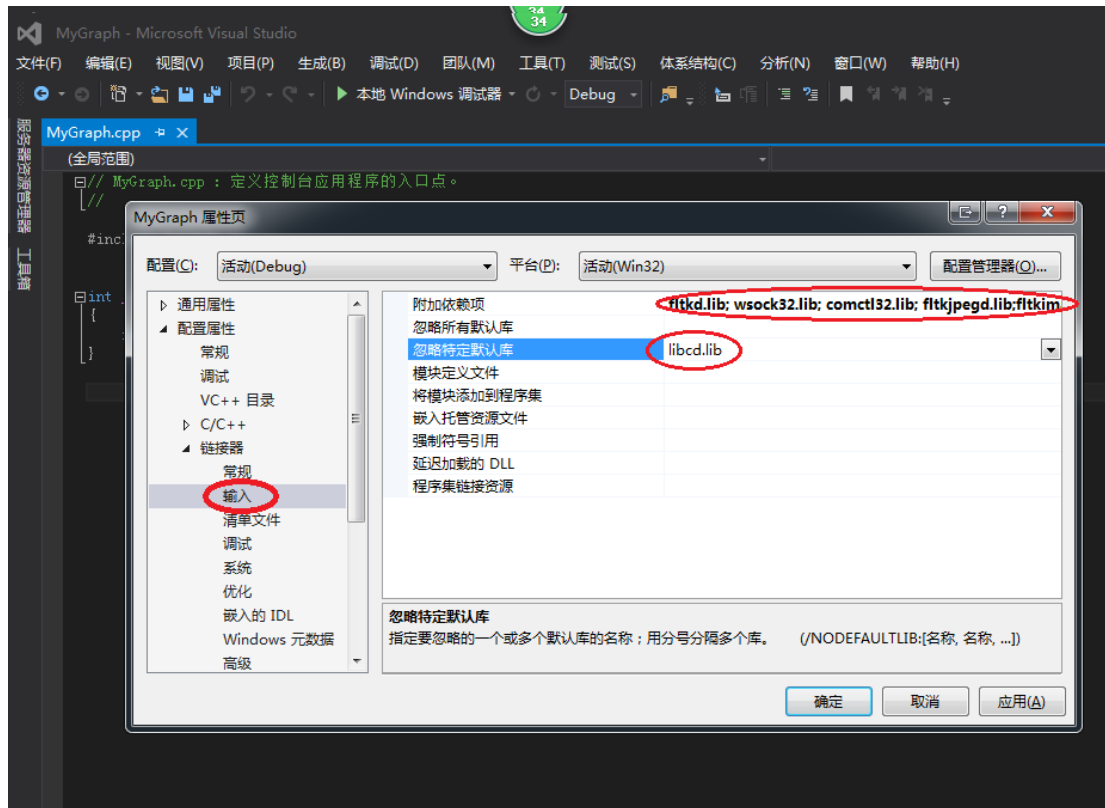 34
34
MyGraph - Microsoft Visual Studio
文件(F) 编辑(E) 视图(V) 项目(P) 生成(B) 调试(D) 团队(M) 工具(T) 测试(S) 体系结构(C) 分析(N) 窗口(W) 帮助(H)
本地 Windows 调试器 Debug
服务器资源管理器
工具箱
MyGraph.cpp
(全局范围)
// MyGraph.cpp : 定义控制台应用程序的入口点。
//
#inc
int
{
}
MyGraph 属性页
配置(C): 活动(Debug) 平台(P): 活动(Win32) 配置管理器(O)...
通用属性
配置属性
常规
调试
VC++ 目录
C/C++
链接器
常规
输入
清单文件
调试
系统
优化
嵌入的 IDL
Windows 元数据
高级
附加依赖项 fltkd.lib; wsock32.lib; comctl32.lib; fltkjpegd.lib;fltkim
忽略所有默认库
忽略特定默认库 libcd.lib
模块定义文件
将模块添加到程序集
嵌入托管资源文件
强制符号引用
延迟加载的 DLL
程序集链接资源
忽略特定默认库
指定要忽略的一个或多个默认库的名称；用分号分隔多个库。 (/NODEFAULTLIB:[名称, 名称, ...])
确定 取消 应用(A)